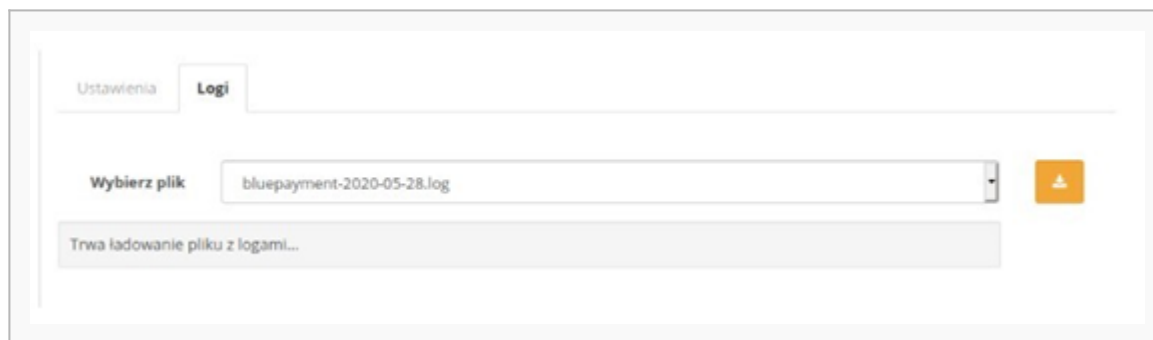 Ustawienia Logi
Wybierz plik bluepayment-2020-05-28.log
Trwa ładowanie pliku z logami...